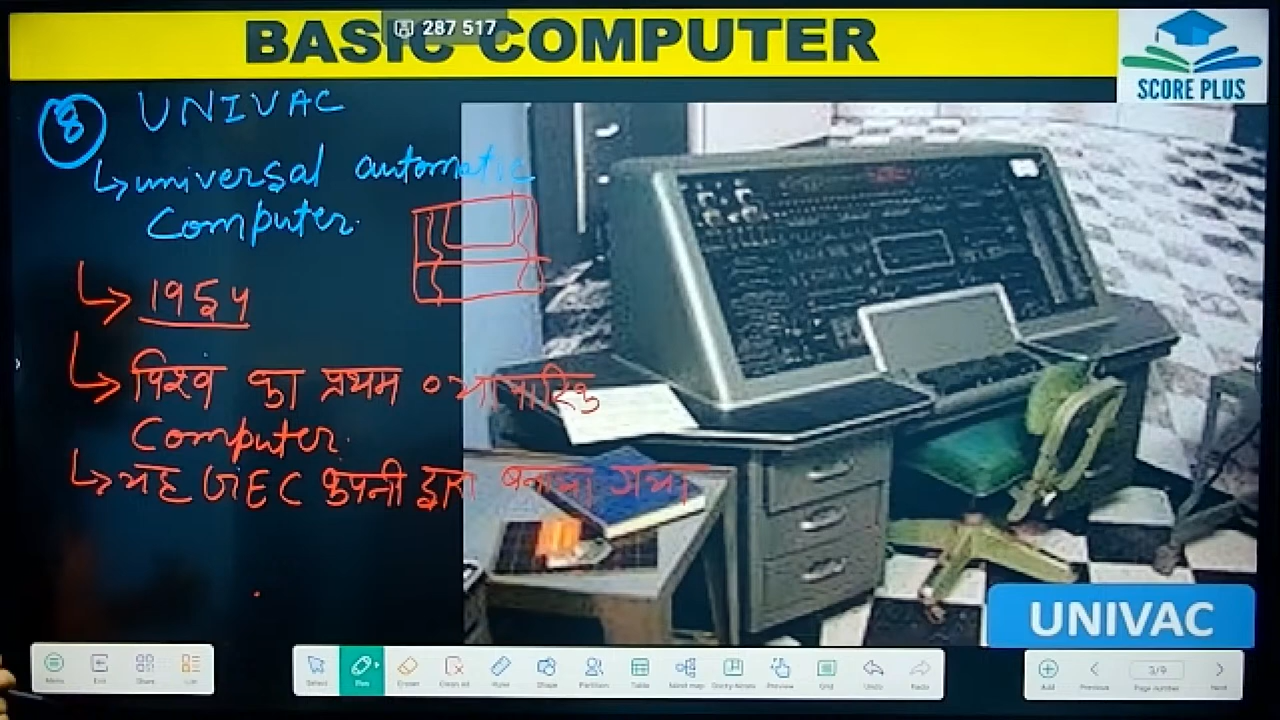 BASIC COMPUTER
287 517
SCORE PLUS
8 UNIVAC
universal automatic
Computer.
1954
विश्व का प्रथम व्यापारिक
Computer.
यह GEC कंपनी द्वारा बनाया गया
UNIVAC
Menu
Exit
Share
List
Select
Pen
Eraser
Clean All
Ruler
Shape
Partition
Table
Mind map
Sticky Notes
Preview
Grid
Undo
Redo
Add
Previous
3/9
Page number
Next